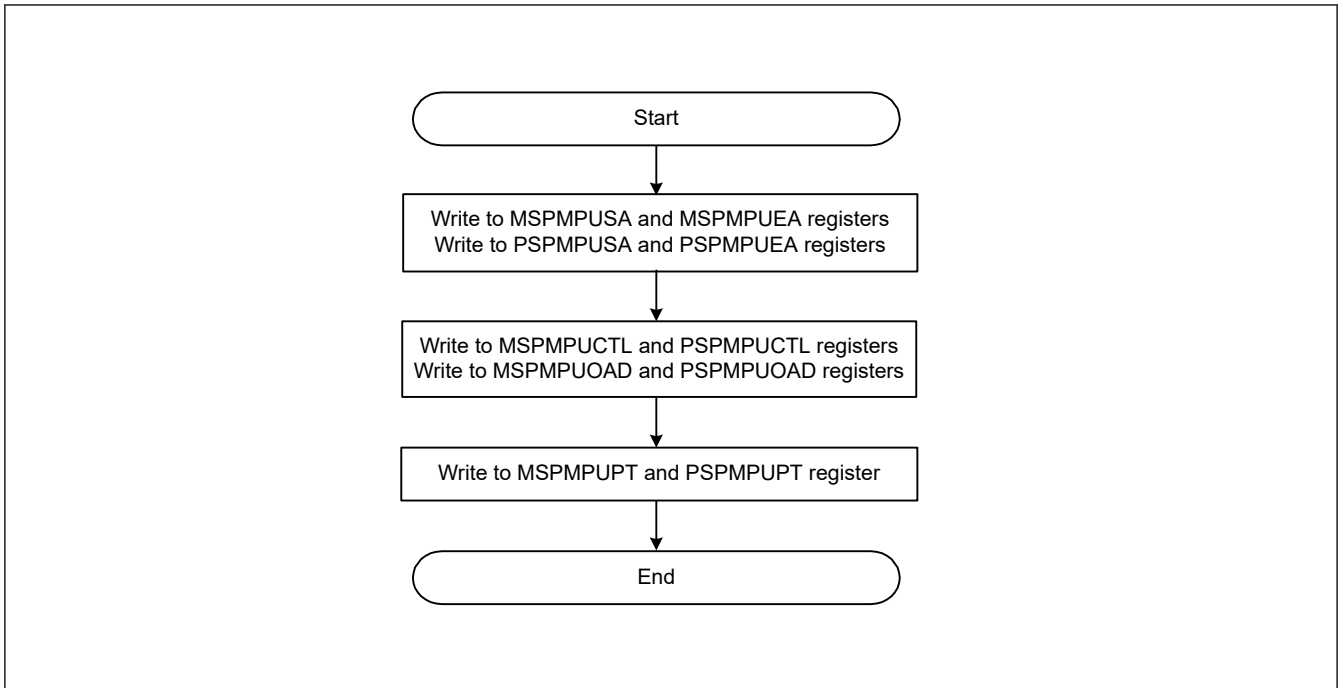 Start
Write to MSPMPUSA and MSPMPUEA registers
Write to PSPMPUSA and PSPMPUEA registers
Write to MSPMPUCTL and PSPMPUCTL registers
Write to MSPMPUOAD and PSPMPUOAD registers
Write to MSPMPUPT and PSPMPUPT register
End